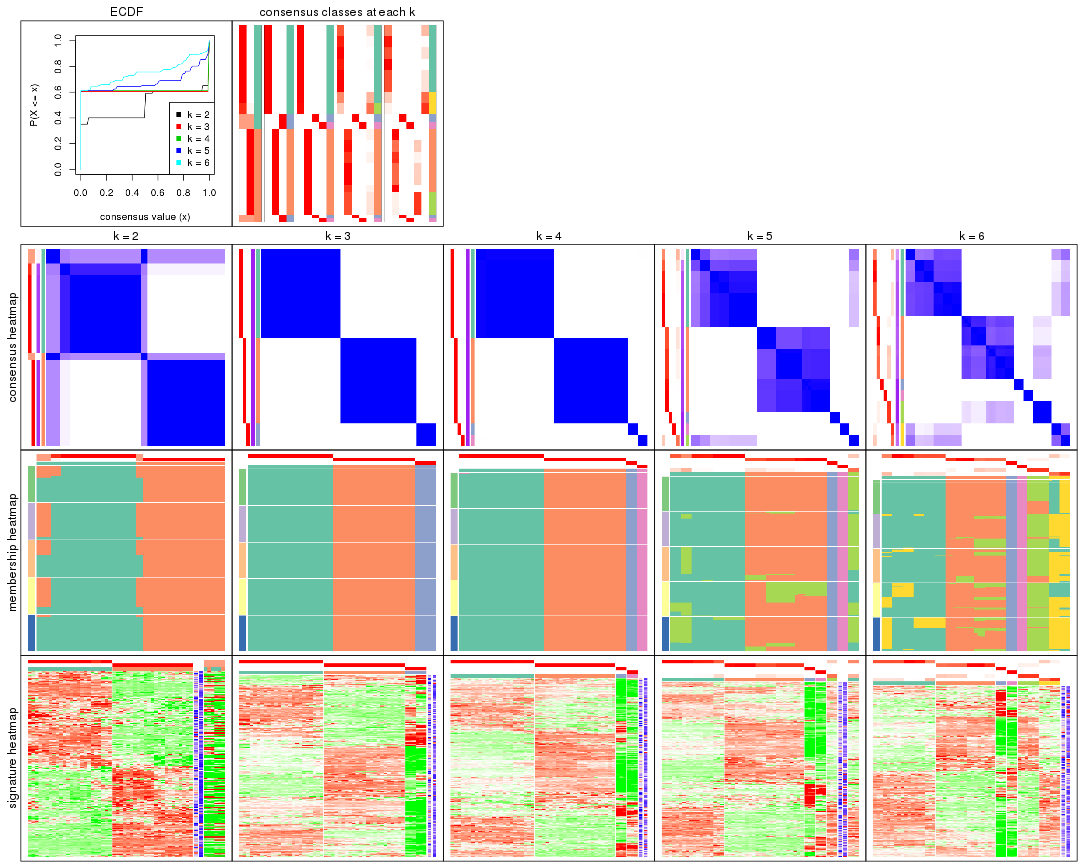 ECDF
consensus classes at each k
P(X <= x)
0.0
0.2
0.4
0.6
0.8
1.0
k = 2
k = 3
k = 4
k = 5
k = 6
0.0 0.2 0.4 0.6 0.8 1.0
consensus value (x)
k = 2
k = 3
k = 4
k = 5
k = 6
consensus heatmap
membership heatmap
signature heatmap